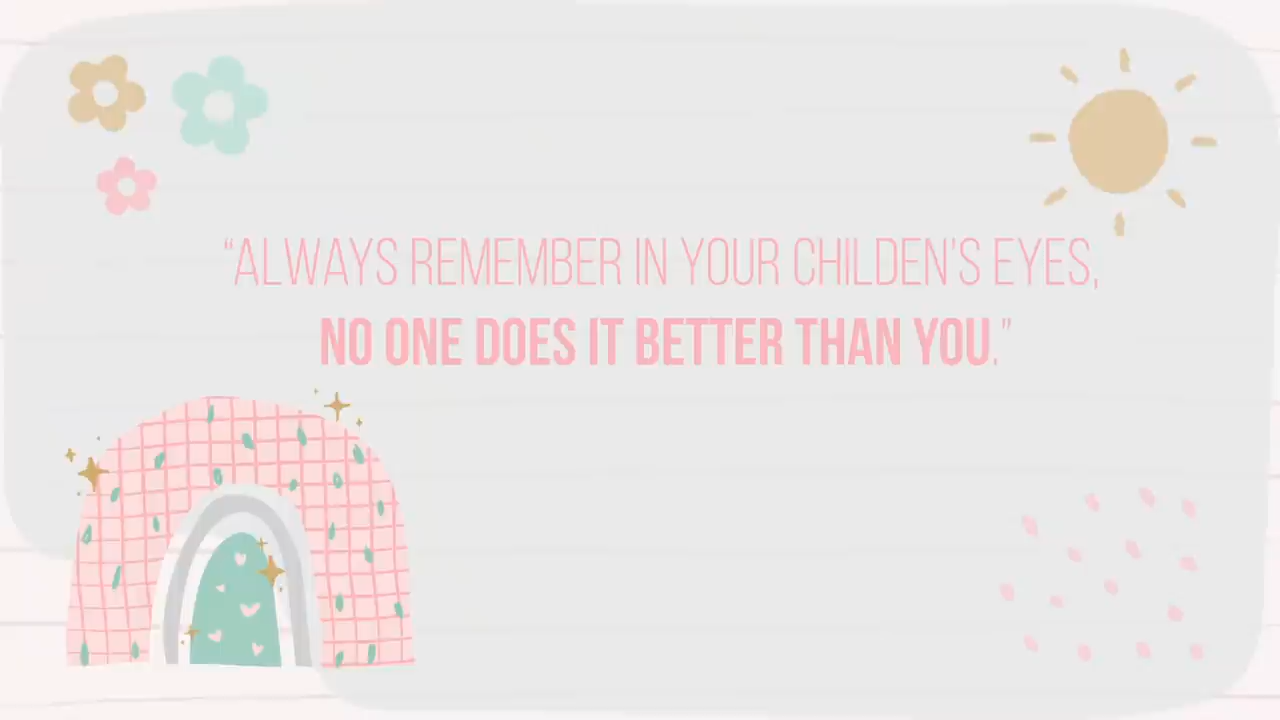 “ALWAYS REMEMBER IN YOUR CHILDEN'S EYES,
NO ONE DOES IT BETTER THAN YOU.”